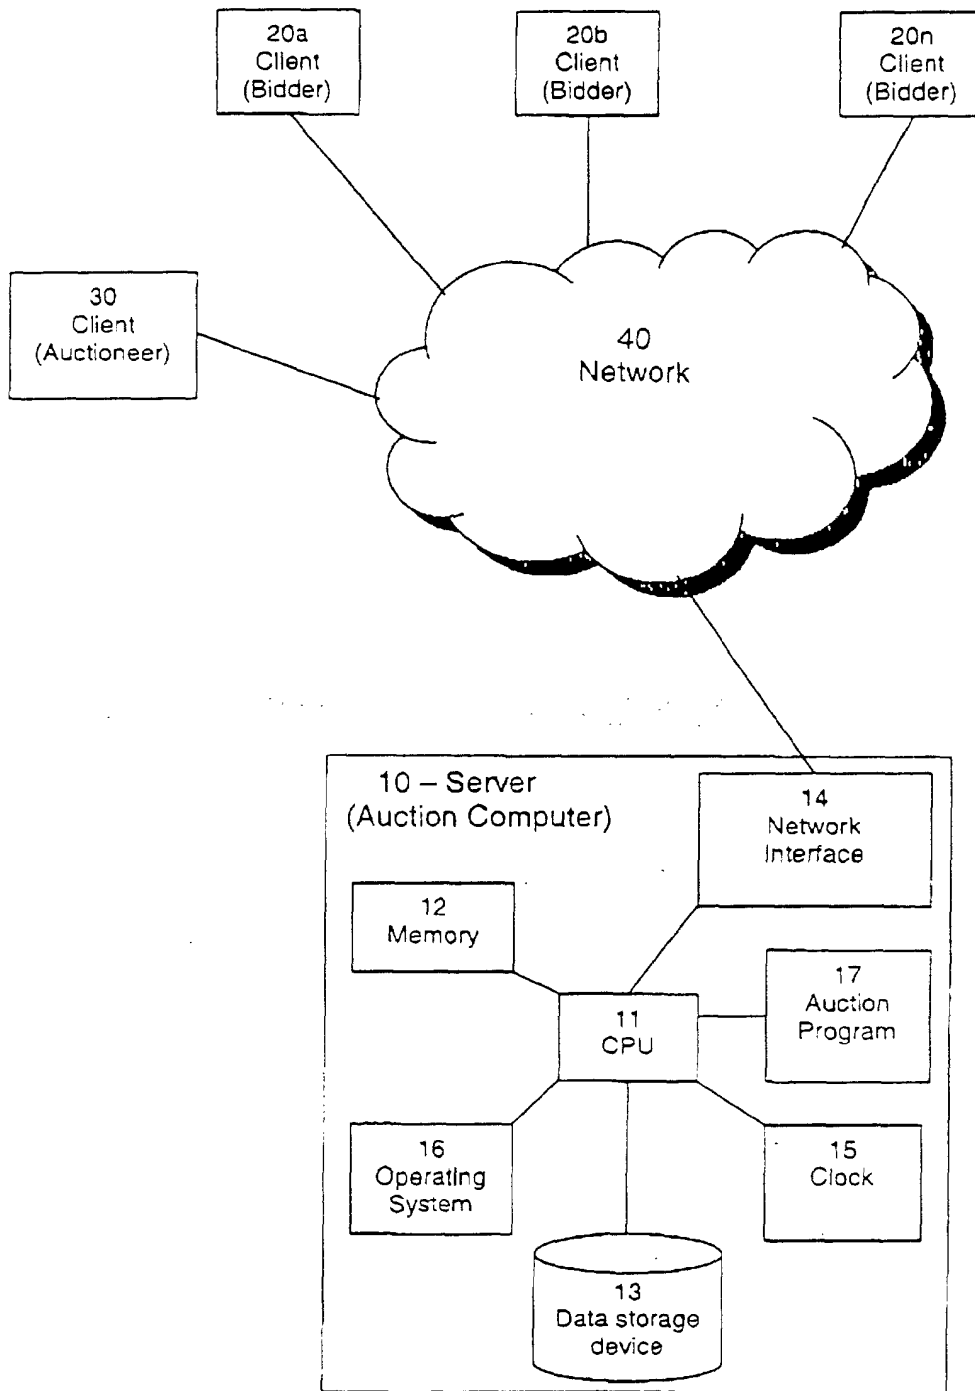 20a
Client
(Bidder)
20b
Client
(Bidder)
20n
Client
(Bidder)
30
Client
(Auctioneer)
40
Network
10 – Server
(Auction Computer)
14
Network
Interface
12
Memory
17
Auction
Program
11
CPU
16
Operating
System
15
Clock
13
Data storage
device